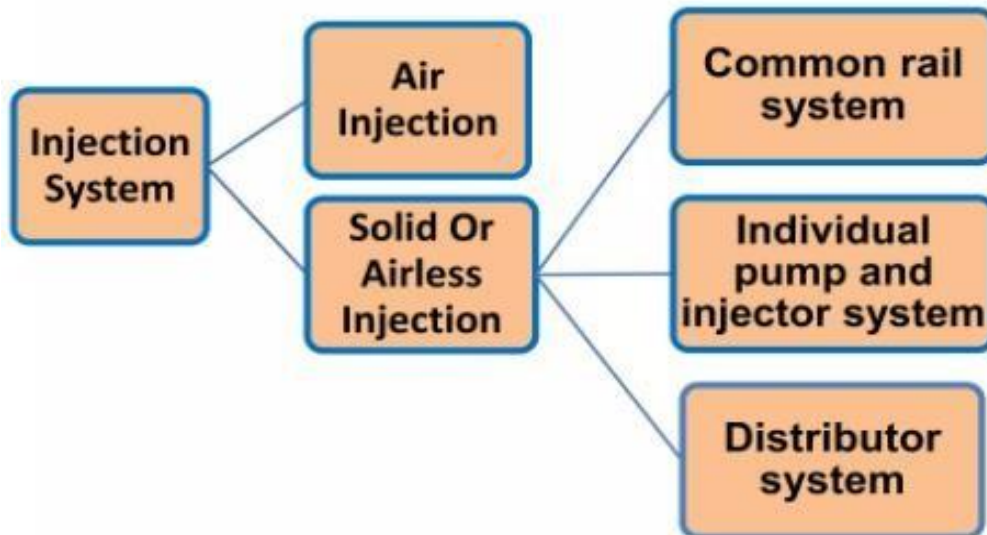 Injection
System
Air
Injection
Solid Or
Airless
Injection
Common rail
system
Individual
pump and
injector system
Distributor
system